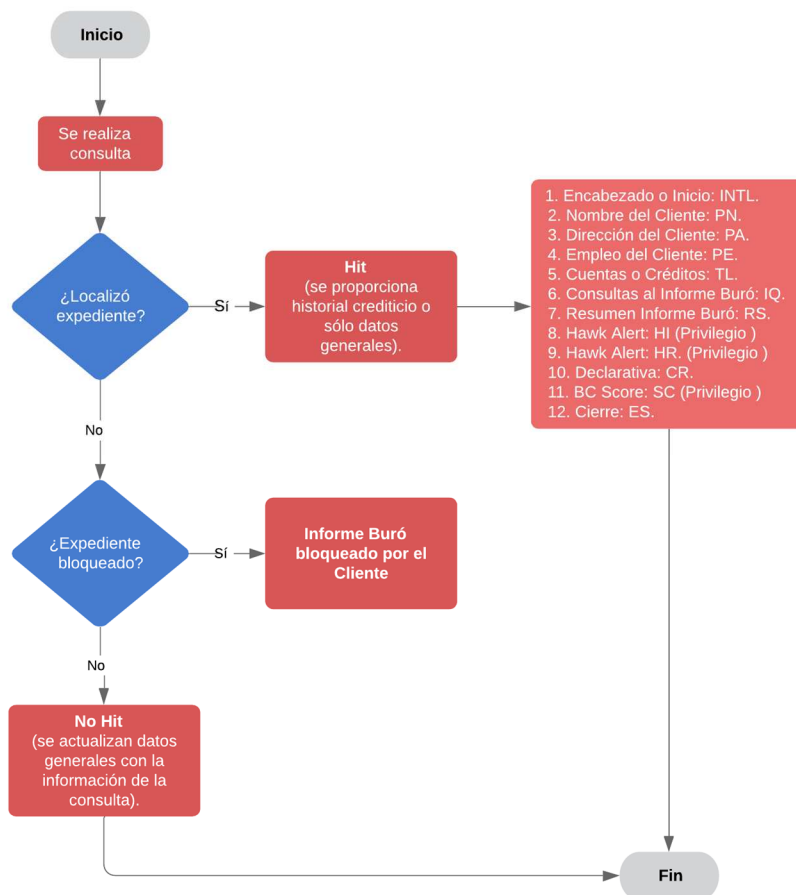 Inicio
Se realiza
consulta
¿Localizó
expediente?
Sí
Hit
(se proporciona
historial crediticio o
sólo datos
generales).
1. Encabezado o Inicio: INTL.
2. Nombre del Cliente: PN.
3. Dirección del Cliente: PA.
4. Empleo del Cliente: PE.
5. Cuentas o Créditos: TL.
6. Consultas al Informe Buró: IQ.
7. Resumen Informe Buró: RS.
8. Hawk Alert: HI (Privilegio )
9. Hawk Alert: HR. (Privilegio )
10. Declarativa: CR.
11. BC Score: SC (Privilegio )
12. Cierre: ES.
No
¿Expediente
bloqueado?
Sí
Informe Buró
bloqueado por el
Cliente
No
No Hit
(se actualizan datos
generales con la
información de la
consulta).
Fin